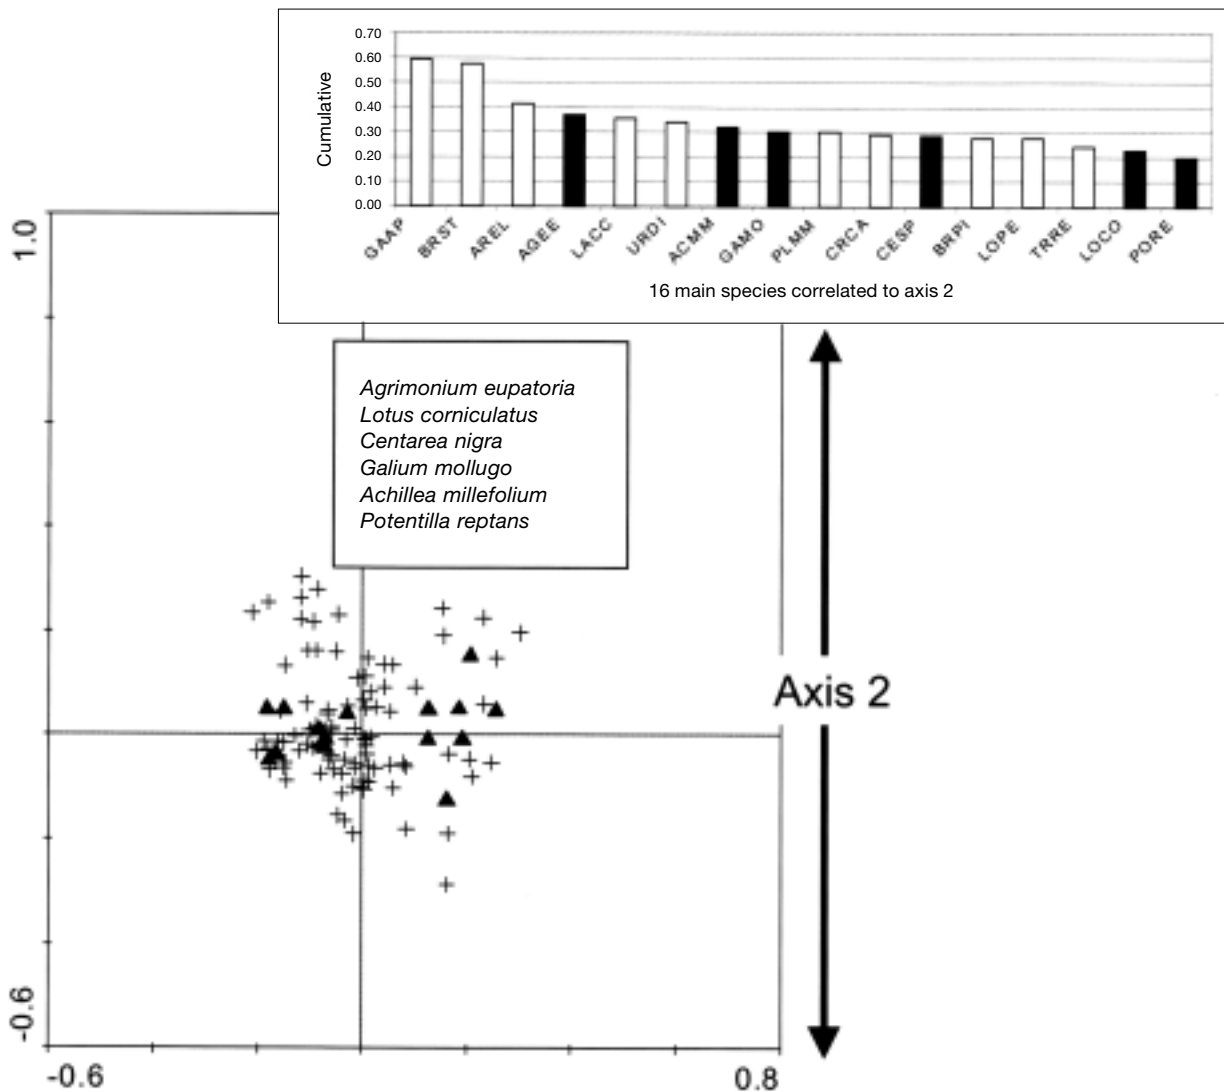 0.70
0.60
0.50
0.40
0.30
0.20
0.10
0.00
Cumulative
GAAP BRST AREL AGEE LACC URDI ACMM GAMO PLMM CRCA CESP BRPI LOPE TRRE LOCO PORE
16 main species correlated to axis 2
1.0
Agrimonium eupatoria
Lotus corniculatus
Centarea nigra
Galium mollugo
Achillea millefolium
Potentilla reptans
Axis 2
-0.6
-0.6 0.8